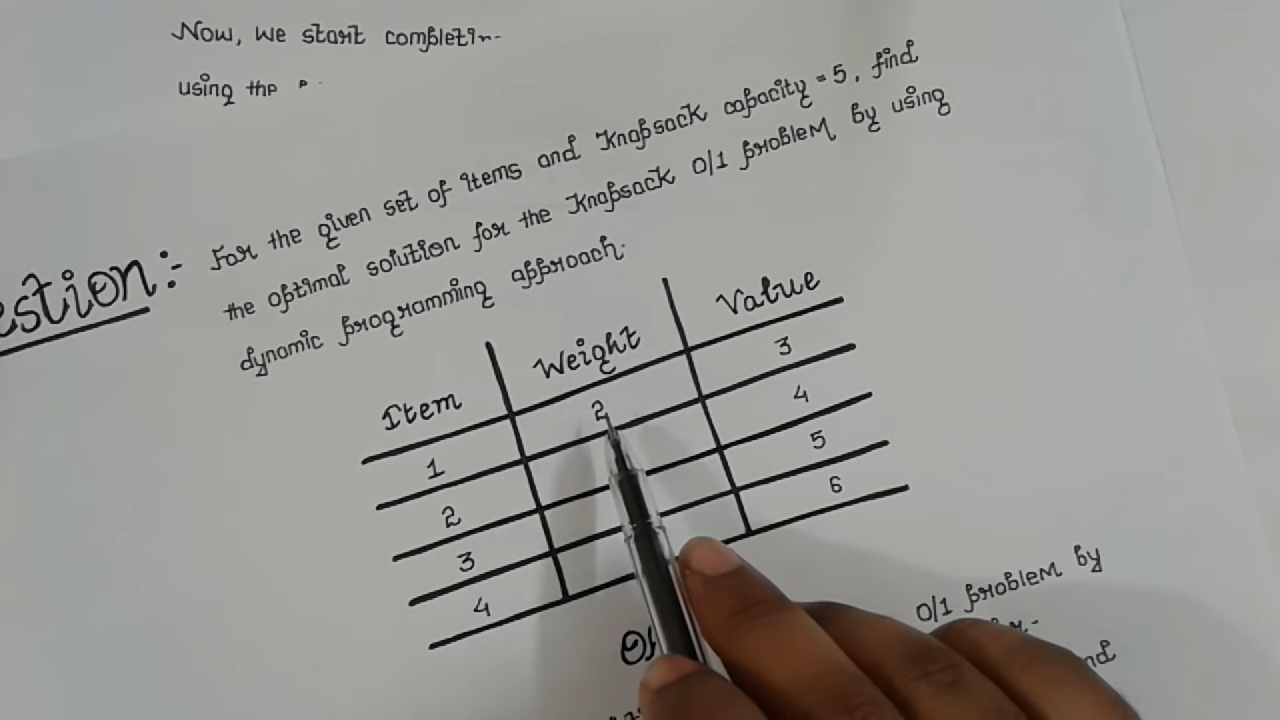 Now, we start
using the
For the given set of items and Knapsack capacity = 5, find
the optimal solution for the Knapsack 0/1 problem by using
dynamic programming approach.
Item Weight Value
1 2 3
2 4
3 5
4 6
0/1 problem by